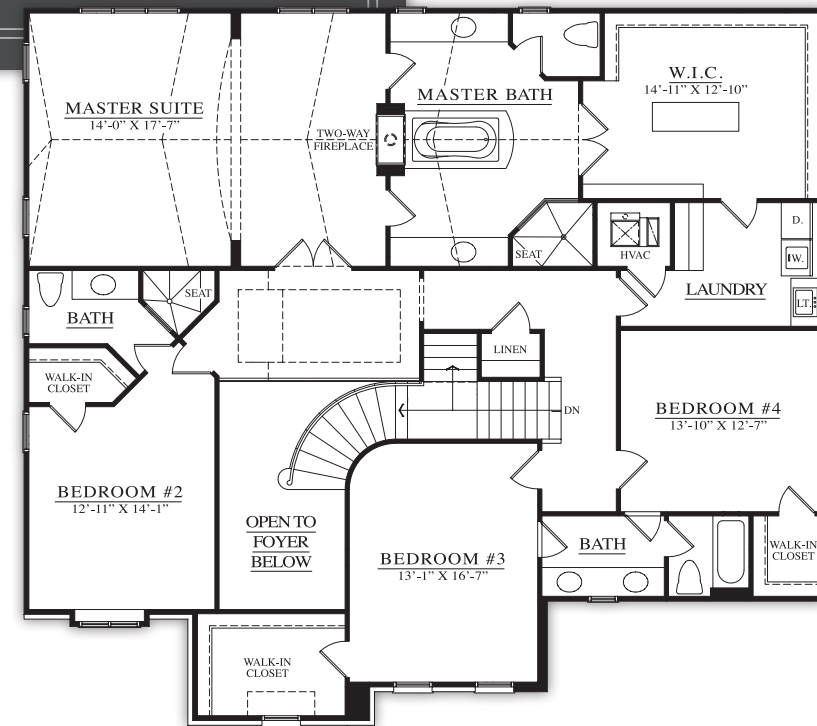 MASTER SUITE
14'-0" X 17'-7"
TWO-WAY
FIREPLACE
MASTER BATH
W.I.C.
14'-11" X 12'-10"
SEAT
HVAC
D.
W.
LT.
LAUNDRY
SEAT
BATH
WALK-IN
CLOSET
LINEN
DN
BEDROOM #4
13'-10" X 12'-7"
BEDROOM #2
12'-11" X 14'-1"
OPEN TO
FOYER
BELOW
BEDROOM #3
13'-1" X 16'-7"
BATH
WALK-IN
CLOSET
WALK-IN
CLOSET